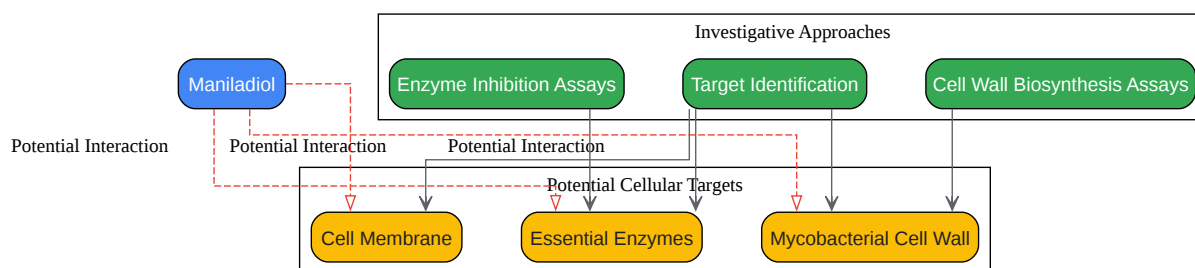 Investigative Approaches
Maniladiol
Enzyme Inhibition Assays
Target Identification
Cell Wall Biosynthesis Assays
Potential Interaction
Potential Interaction
Potential Interaction
Potential Cellular Targets
Cell Membrane
Essential Enzymes
Mycobacterial Cell Wall